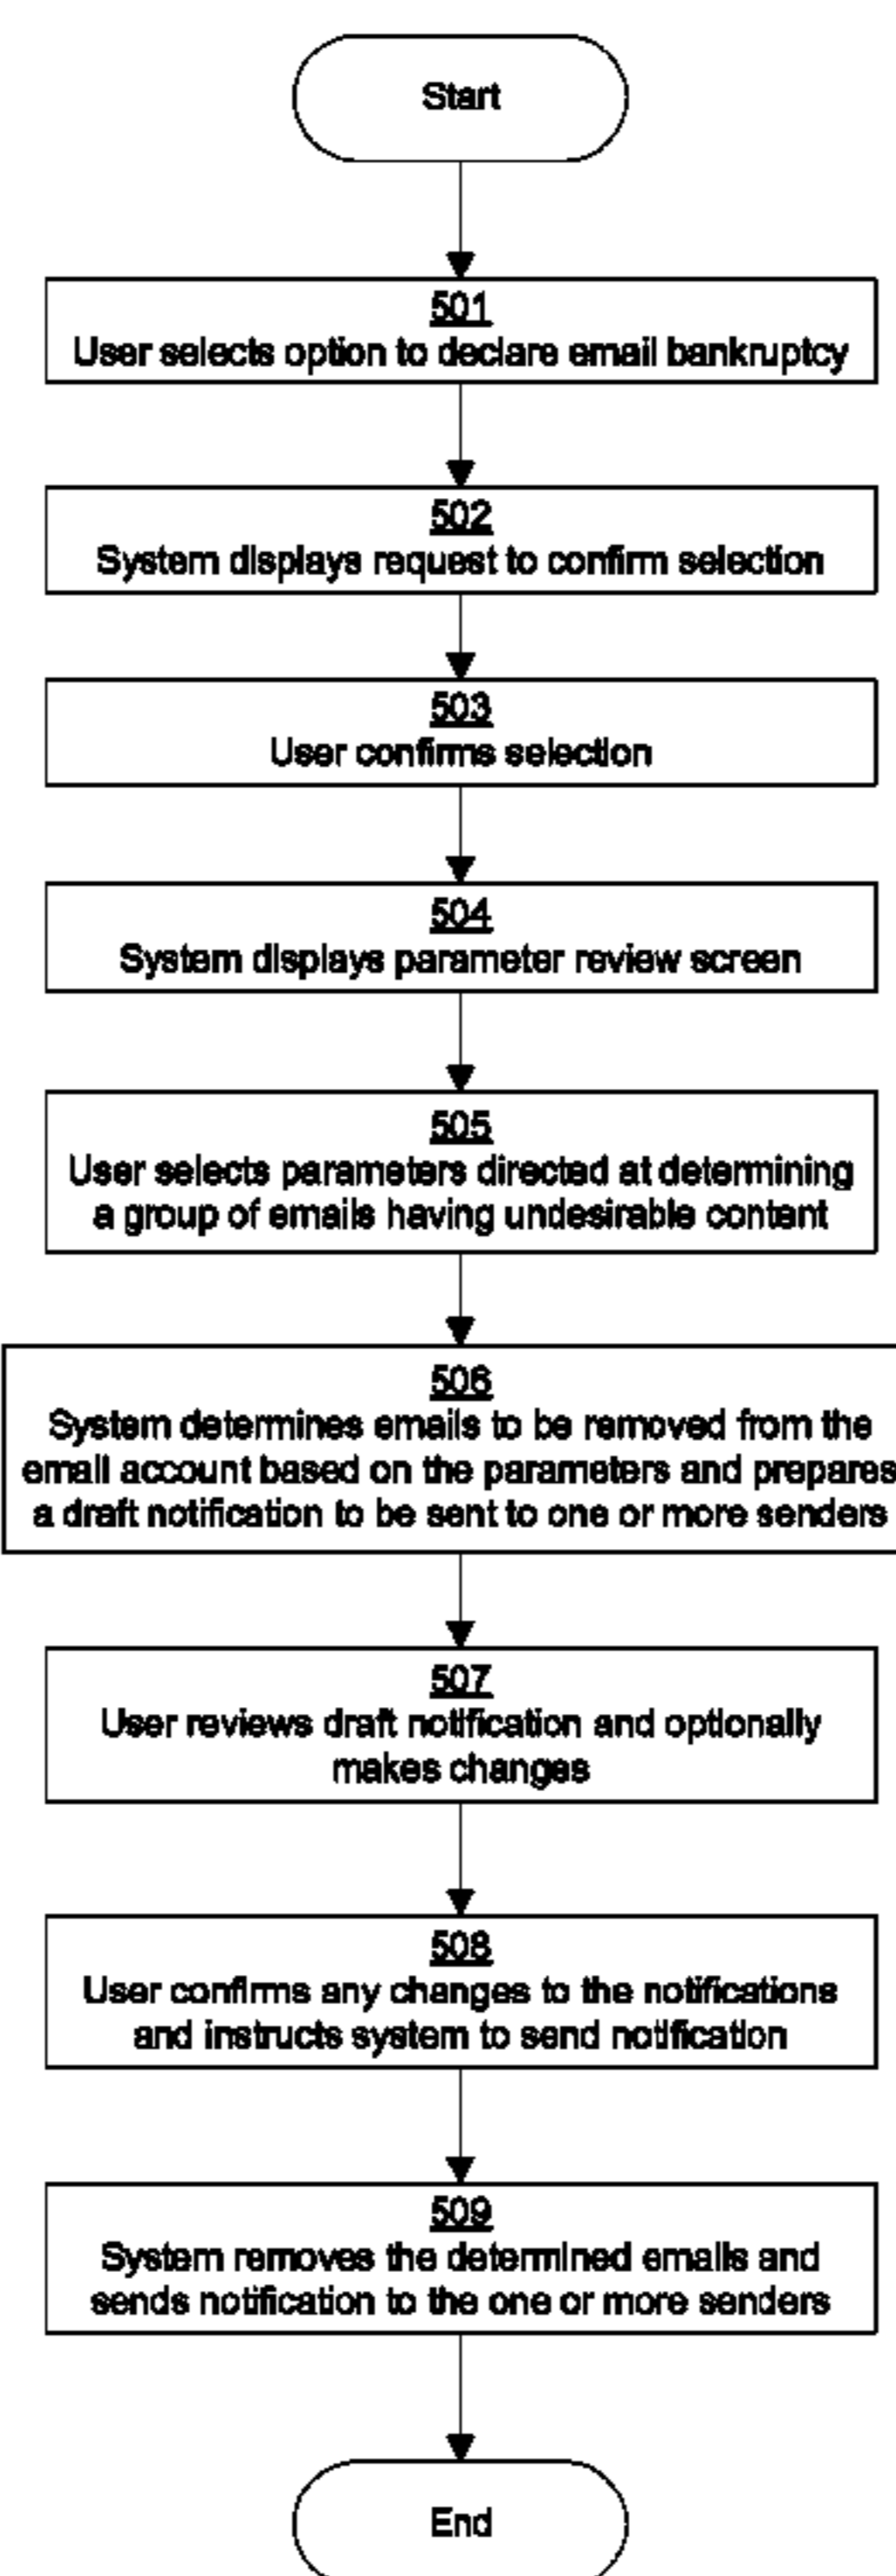 Start
501
User selects option to declare email bankruptcy
502
System displays request to confirm selection
503
User confirms selection
504
System displays parameter review screen
505
User selects parameters directed at determining
a group of emails having undesirable content
506
System determines emails to be removed from the
email account based on the parameters and prepares
a draft notification to be sent to one or more senders
507
User reviews draft notification and optionally
makes changes
508
User confirms any changes to the notifications
and instructs system to send notification
509
System removes the determined emails and
sends notification to the one or more senders
End